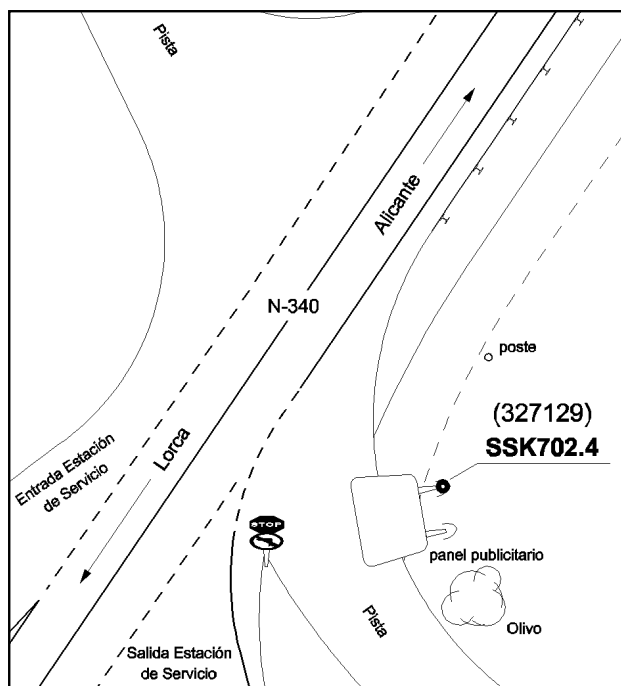 Pista
Alicante
N-340
poste
(327129)
SSK702.4
Lorca
Entrada Estación
de Servicio
STOP
panel publicitario
Pista
Olivo
Salida Estación
de Servicio